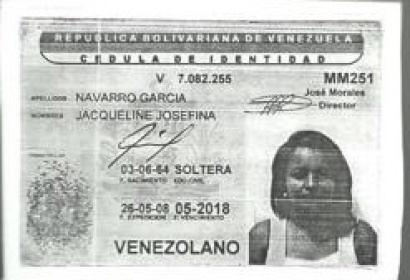 REPUBLICA BOLIVARIANA DE VENEZUELA
CEDULA DE IDENTIDAD
V 7.082.255 MM251
APELLIDOS NAVARRO GARCIA José Morales
NOMBRES JACQUELINE JOSEFINA Director
03-06-64 SOLTERA
F. NACIMIENTO EDO CIVIL
26-05-08 05-2018
F. EXPEDICION F. VENCIMIENTO
VENEZOLANO